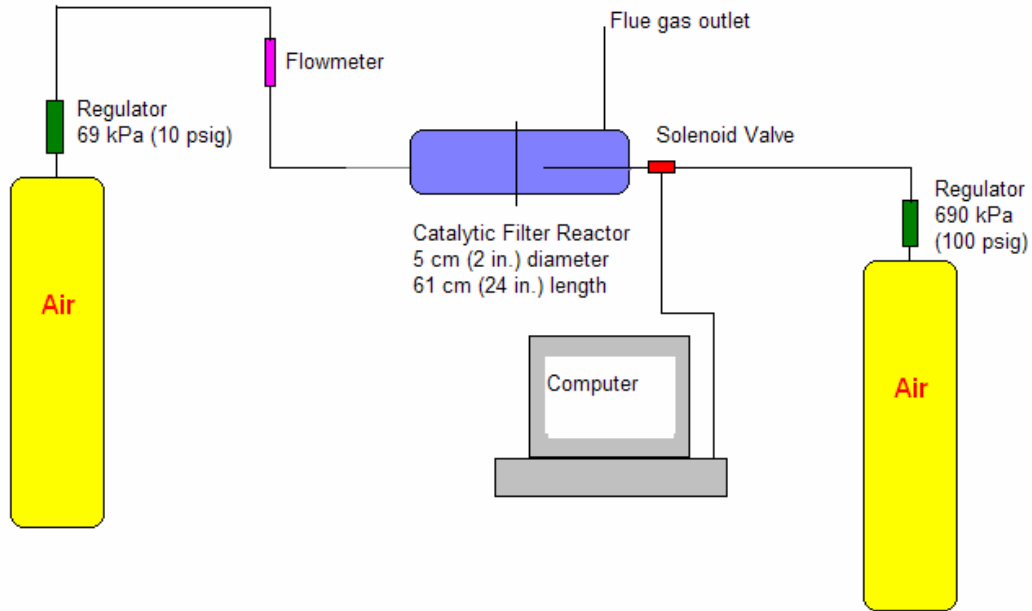 Flue gas outlet
Flowmeter
Regulator
69 kPa (10 psig)
Solenoid Valve
Regulator
690 kPa
(100 psig)
Catalytic Filter Reactor
5 cm (2 in.) diameter
61 cm (24 in.) length
Air
Computer
Air